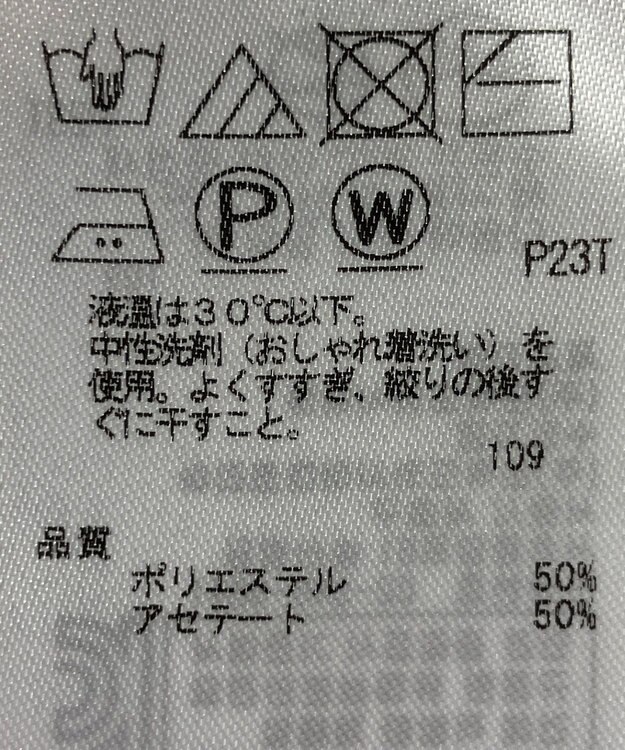 P W
P23T
液温は30℃以下。
中性洗剤（おしゃれ着洗い）を
使用。よくすすぎ、絞りの後す
ぐに干すこと。
109
品質
ポリエステル 50%
アセテート 50%